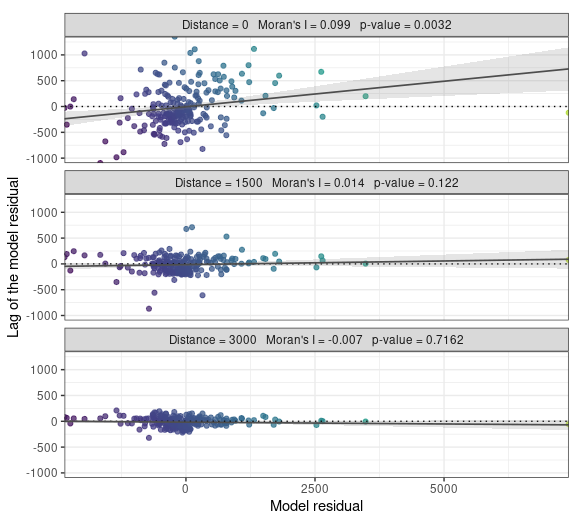 Distance = 0 Moran's I = 0.099 p-value = 0.0032
1000
500
0
-500
-1000
Distance = 1500 Moran's I = 0.014 p-value = 0.122
1000
500
0
-500
-1000
Distance = 3000 Moran's I = -0.007 p-value = 0.7162
1000
500
0
-500
-1000
0 2500 5000
Model residual
Lag of the model residual